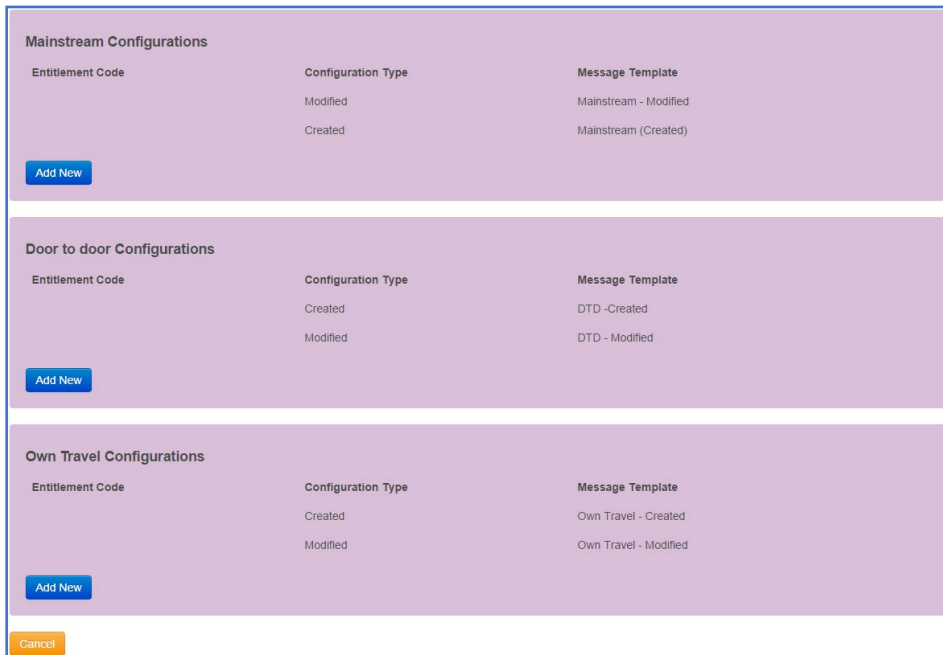 Mainstream Configurations
Entitlement Code Configuration Type Message Template
Modified Mainstream - Modified
Created Mainstream (Created)
Add New
Door to door Configurations
Entitlement Code Configuration Type Message Template
Created DTD -Created
Modified DTD - Modified
Add New
Own Travel Configurations
Entitlement Code Configuration Type Message Template
Created Own Travel - Created
Modified Own Travel - Modified
Add New
Cancel